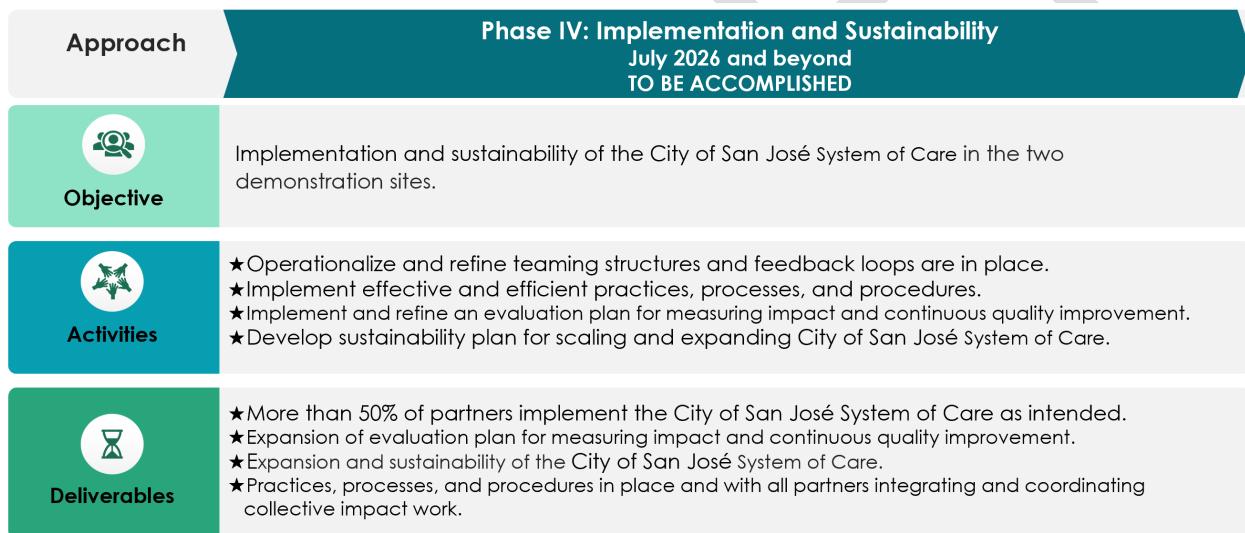 Approach
Phase IV: Implementation and Sustainability
July 2026 and beyond
TO BE ACCOMPLISHED
Objective
Implementation and sustainability of the City of San José System of Care in the two
demonstration sites.
Activities
★Operationalize and refine teaming structures and feedback loops are in place.
★Implement effective and efficient practices, processes, and procedures.
★Implement and refine an evaluation plan for measuring impact and continuous quality improvement.
★Develop sustainability plan for scaling and expanding City of San José System of Care.
Deliverables
★More than 50% of partners implement the City of San José System of Care as intended.
★Expansion of evaluation plan for measuring impact and continuous quality improvement.
★Expansion and sustainability of the City of San José System of Care.
★Practices, processes, and procedures in place and with all partners integrating and coordinating
collective impact work.